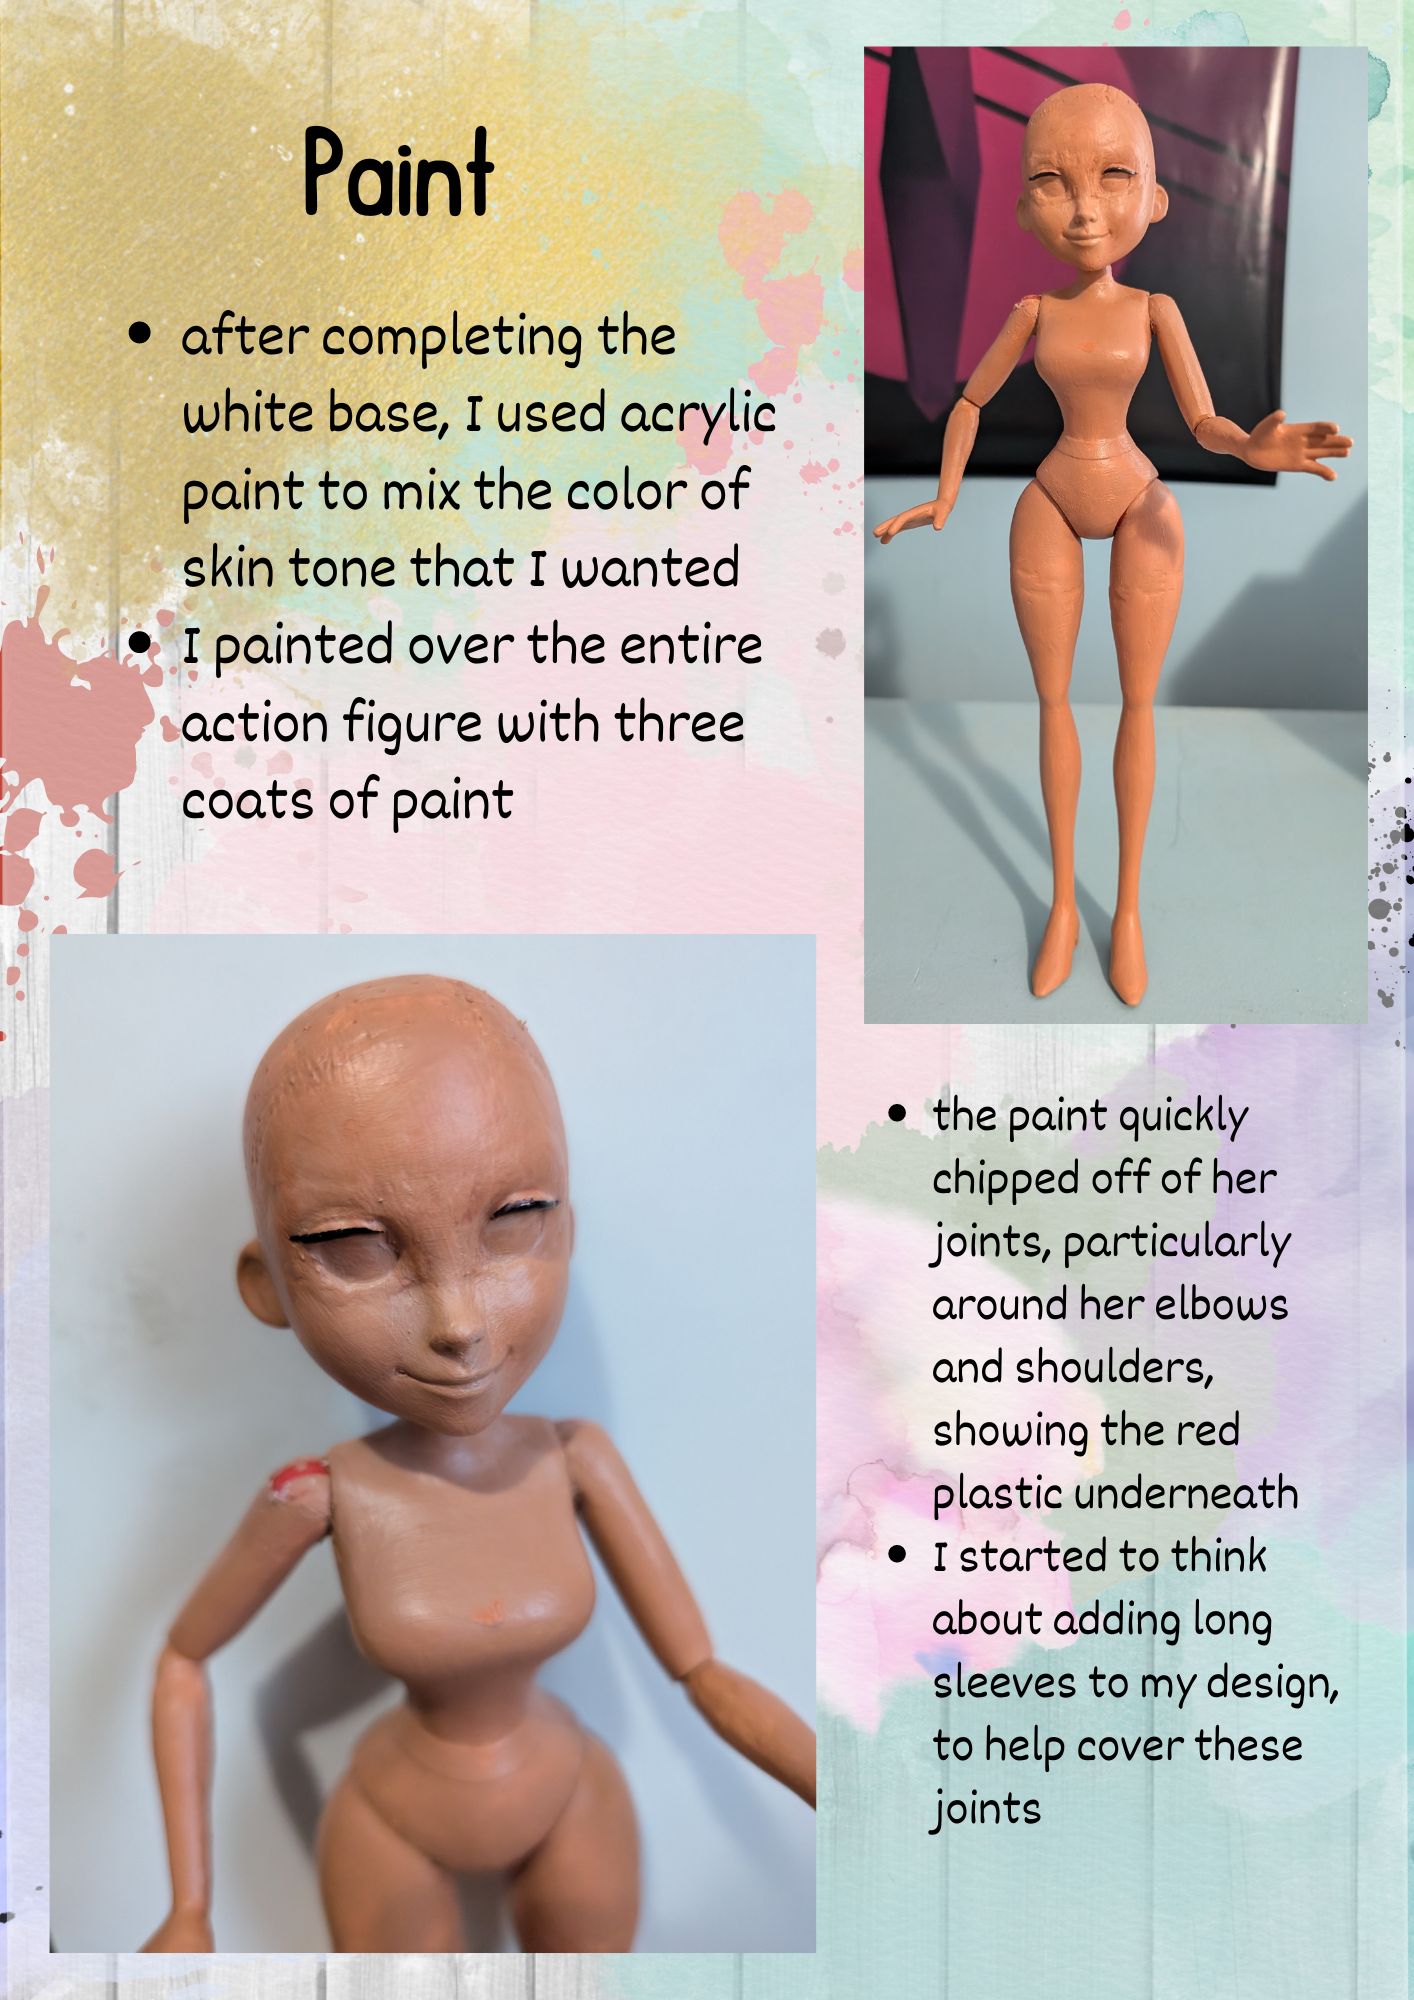 Paint
• after completing the
white base, I used acrylic
paint to mix the color of
skin tone that I wanted
• I painted over the entire
action figure with three
coats of paint
• the paint quickly
chipped off of her
joints, particularly
around her elbows
and shoulders,
showing the red
plastic underneath
• I started to think
about adding long
sleeves to my design,
to help cover these
joints